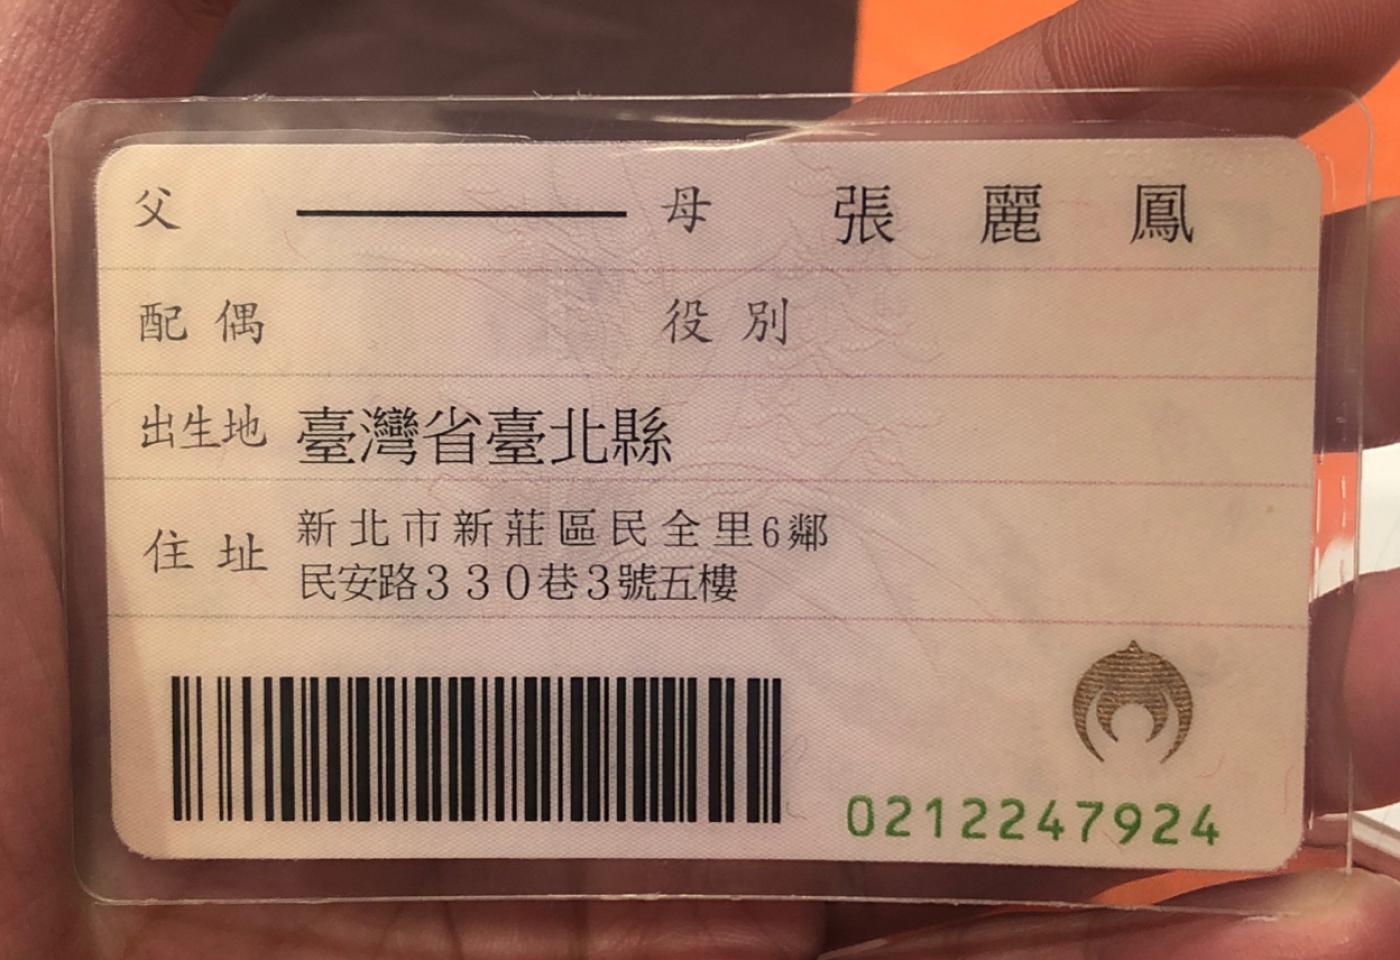 父 母 張麗鳳
配偶 役別
出生地 臺灣省臺北縣
住址 新北市新莊區民全里6鄰
民安路330巷3號五樓
0212247924